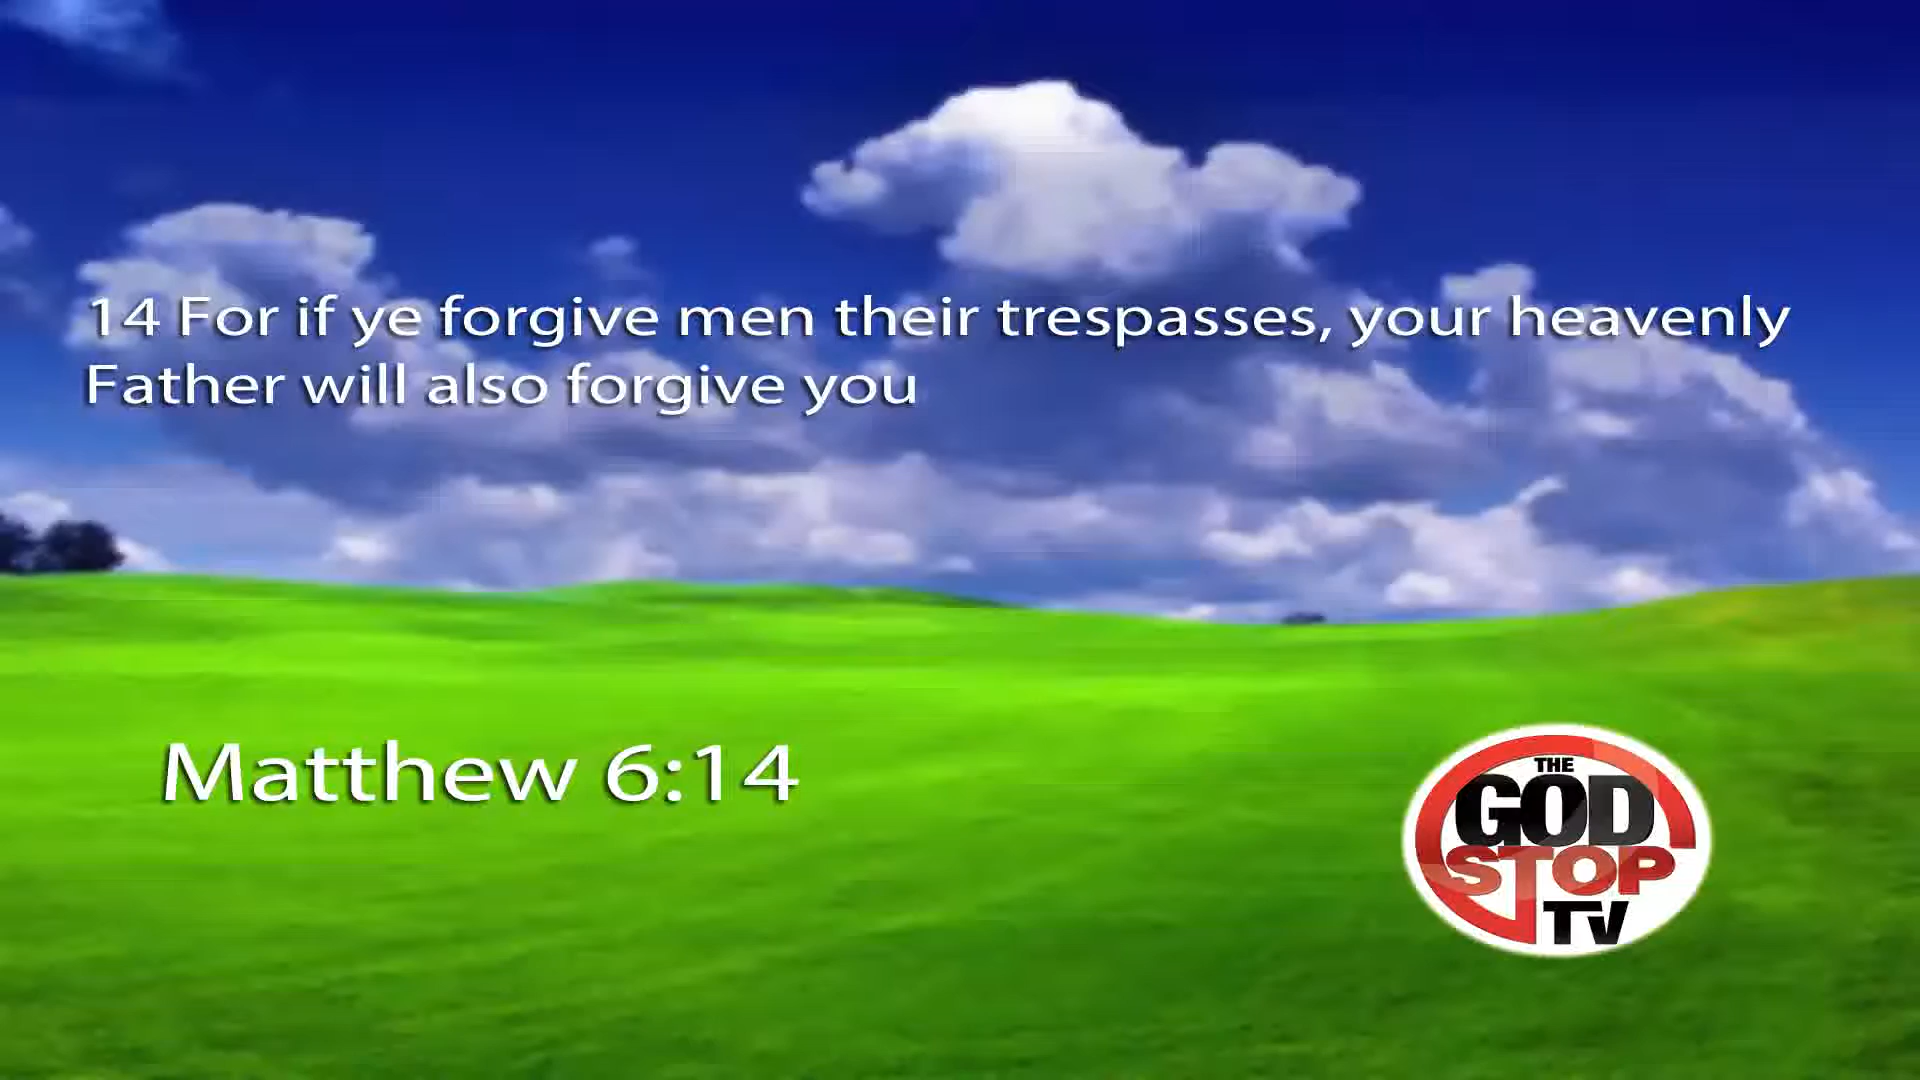 14 For if ye forgive men their trespasses, your heavenly
Father will also forgive you
Matthew 6:14
THE
GOD
STOP
TV